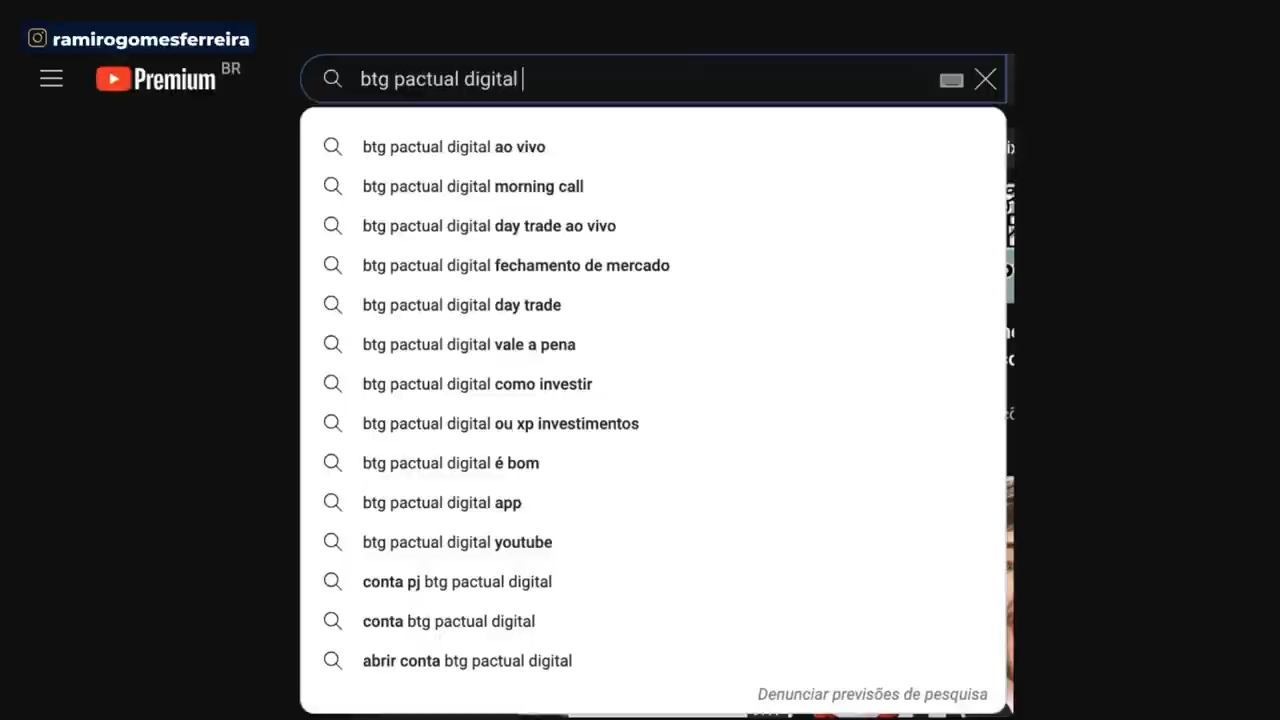 ramirogomesferreira
Premium BR
btg pactual digital
btg pactual digital ao vivo
btg pactual digital morning call
btg pactual digital day trade ao vivo
btg pactual digital fechamento de mercado
btg pactual digital day trade
btg pactual digital vale a pena
btg pactual digital como investir
btg pactual digital ou xp investimentos
btg pactual digital é bom
btg pactual digital app
btg pactual digital youtube
conta pj btg pactual digital
conta btg pactual digital
abrir conta btg pactual digital
Denunciar previsões de pesquisa